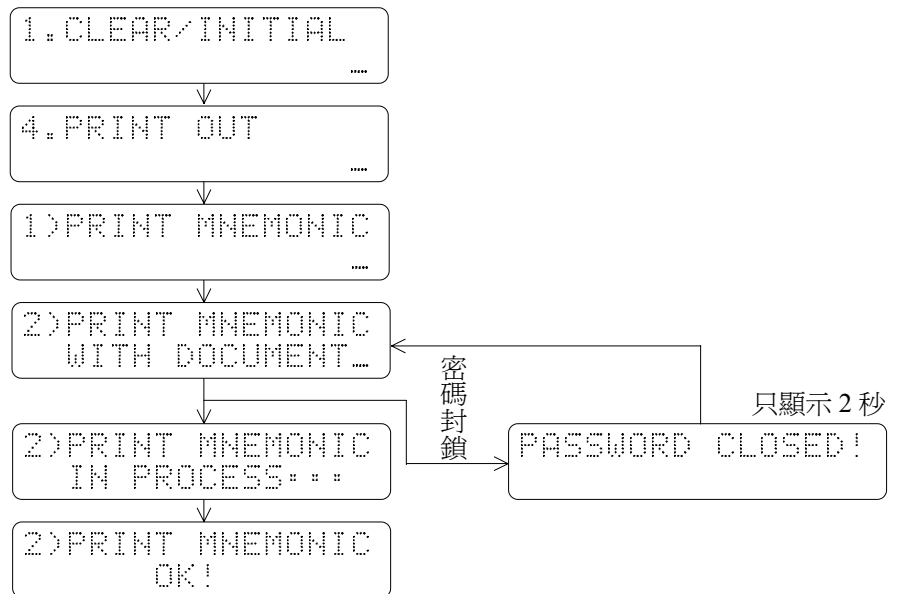 1.CLEAR/INITIAL
4.PRINT OUT
1)PRINT MNEMONIC
2)PRINT MNEMONIC
WITH DOCUMENT
密碼封鎖
只顯示 2 秒
2)PRINT MNEMONIC
IN PROCESS...
PASSWORD CLOSED!
2)PRINT MNEMONIC
OK!